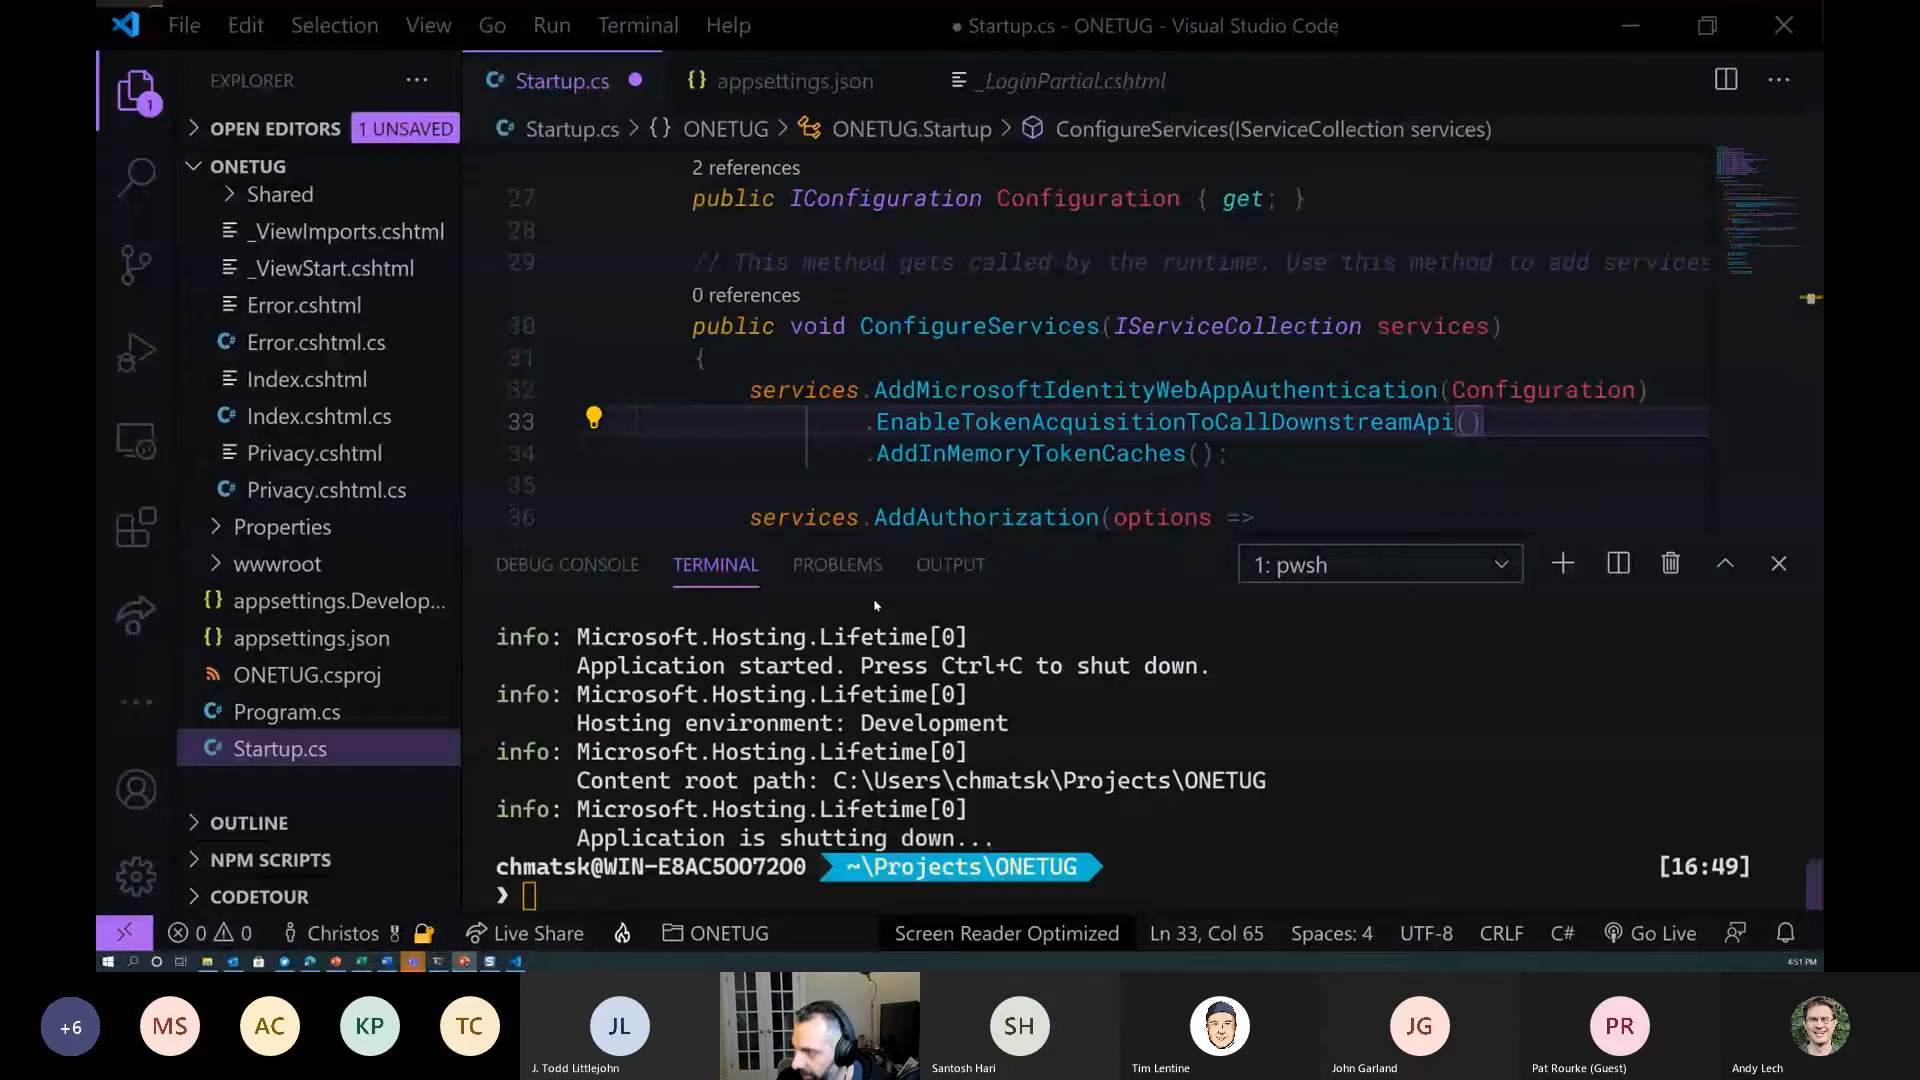 File Edit Selection View Go Run Terminal Help
● Startup.cs - ONETUG - Visual Studio Code
EXPLORER
OPEN EDITORS 1 UNSAVED
ONETUG
Shared
_ViewImports.cshtml
_ViewStart.cshtml
Error.cshtml
Error.cshtml.cs
Index.cshtml
Index.cshtml.cs
Privacy.cshtml
Privacy.cshtml.cs
Properties
wwwroot
appsettings.Develop...
appsettings.json
ONETUG.csproj
Program.cs
Startup.cs
OUTLINE
NPM SCRIPTS
CODETOUR
1
Startup.cs
appsettings.json
_LoginPartial.cshtml
Startup.cs > {} ONETUG > ONETUG.Startup > ConfigureServices(IServiceCollection services)
2 references
27 public IConfiguration Configuration { get; }
28
29 // This method gets called by the runtime. Use this method to add services
0 references
30 public void ConfigureServices(IServiceCollection services)
31 {
32 services.AddMicrosoftIdentityWebAppAuthentication(Configuration)
33 .EnableTokenAcquisitionToCallDownstreamApi()
34 .AddInMemoryTokenCaches();
35
36 services.AddAuthorization(options =>
DEBUG CONSOLE TERMINAL PROBLEMS OUTPUT
1: pwsh
info: Microsoft.Hosting.Lifetime[0]
Application started. Press Ctrl+C to shut down.
info: Microsoft.Hosting.Lifetime[0]
Hosting environment: Development
info: Microsoft.Hosting.Lifetime[0]
Content root path: C:\Users\chmatsk\Projects\ONETUG
info: Microsoft.Hosting.Lifetime[0]
Application is shutting down...
chmatsk@WIN-E8AC5OO72OO ~\Projects\ONETUG [16:49]
❯
0 0 Christos Live Share ONETUG Screen Reader Optimized Ln 33, Col 65 Spaces: 4 UTF-8 CRLF C# Go Live
4:51 PM
+6 MS AC KP TC JL SH JG PR
J. Todd Littlejohn
Santosh Hari
Tim Lentine
John Garland
Pat Rourke (Guest)
Andy Lech